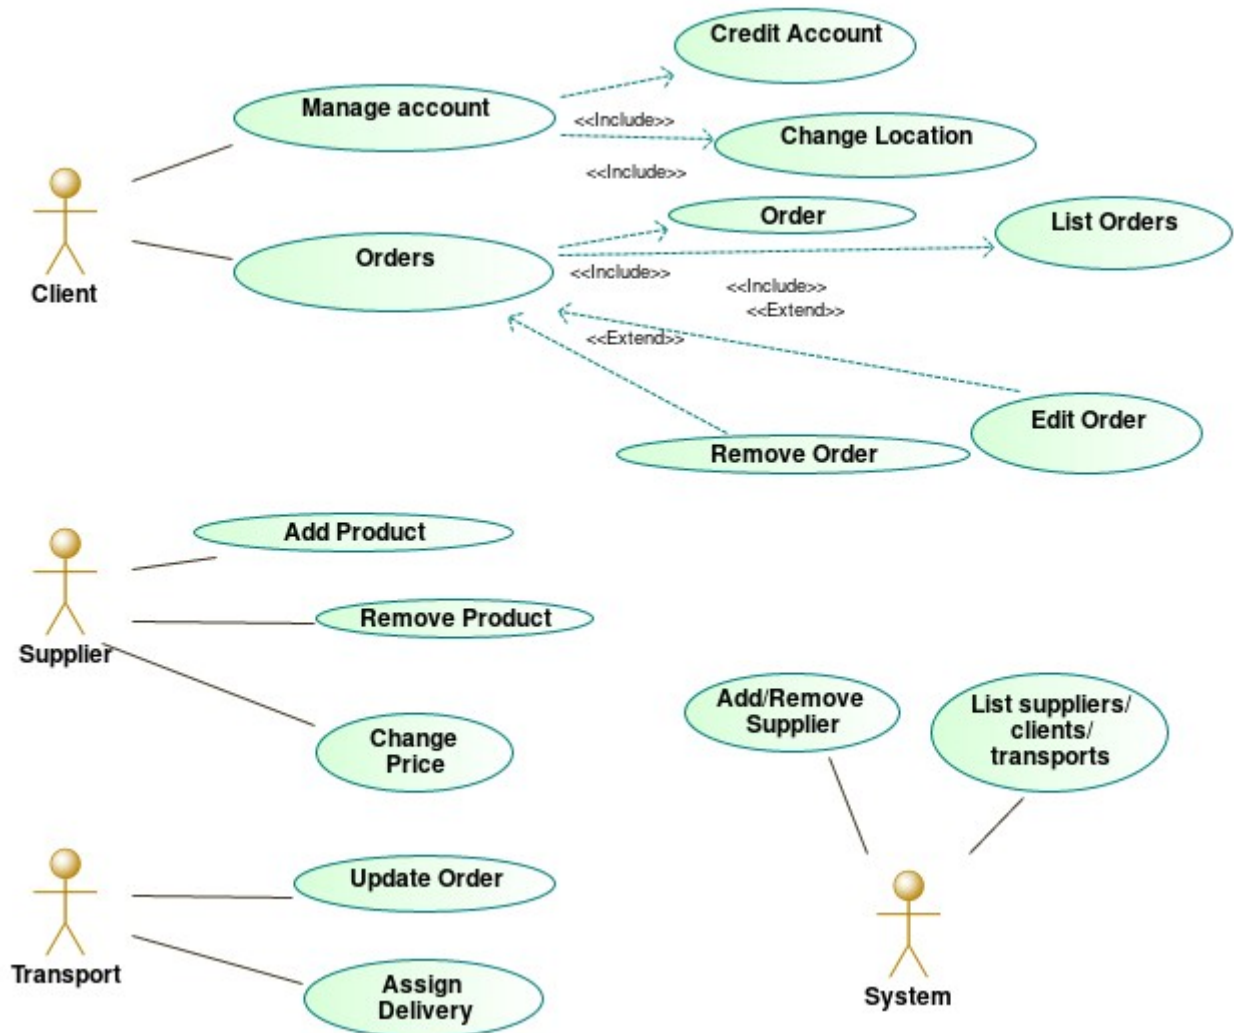 Credit Account
Manage account
<<Include>>
Change Location
<<Include>>
Order
List Orders
Orders
<<Include>>
<<Include>>
<<Extend>>
<<Extend>>
Client
Edit Order
Remove Order
Add Product
Remove Product
Supplier
Change
Price
Add/Remove
Supplier
List suppliers/
clients/
transports
Update Order
Transport
Assign
Delivery
System